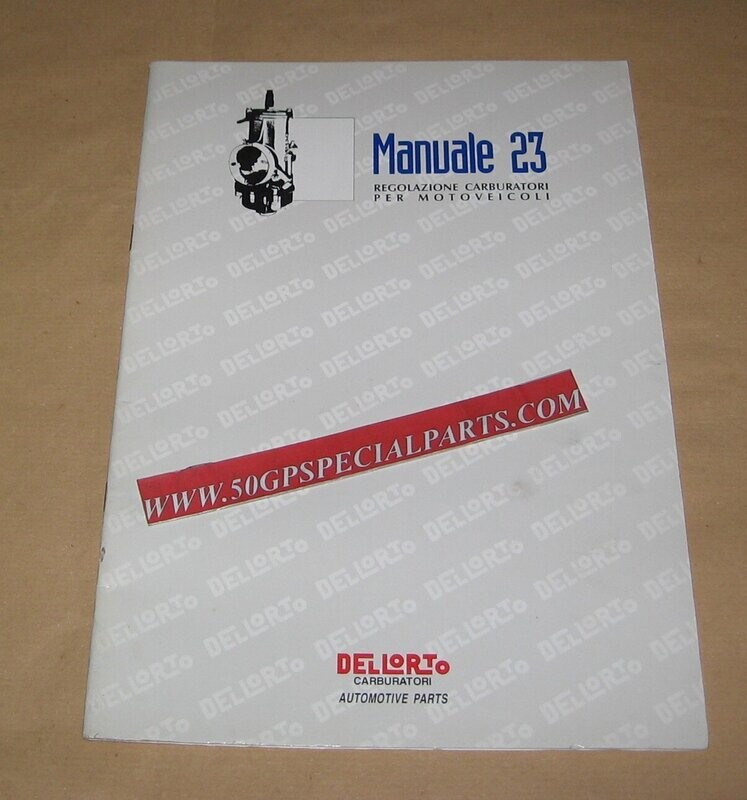 Manuale 23
REGOLAZIONE CARBURATORI
PER MOTOVEICOLI
WWW.50GPSPECIALPARTS.COM
DELLORTO
CARBURATORI
AUTOMOTIVE PARTS